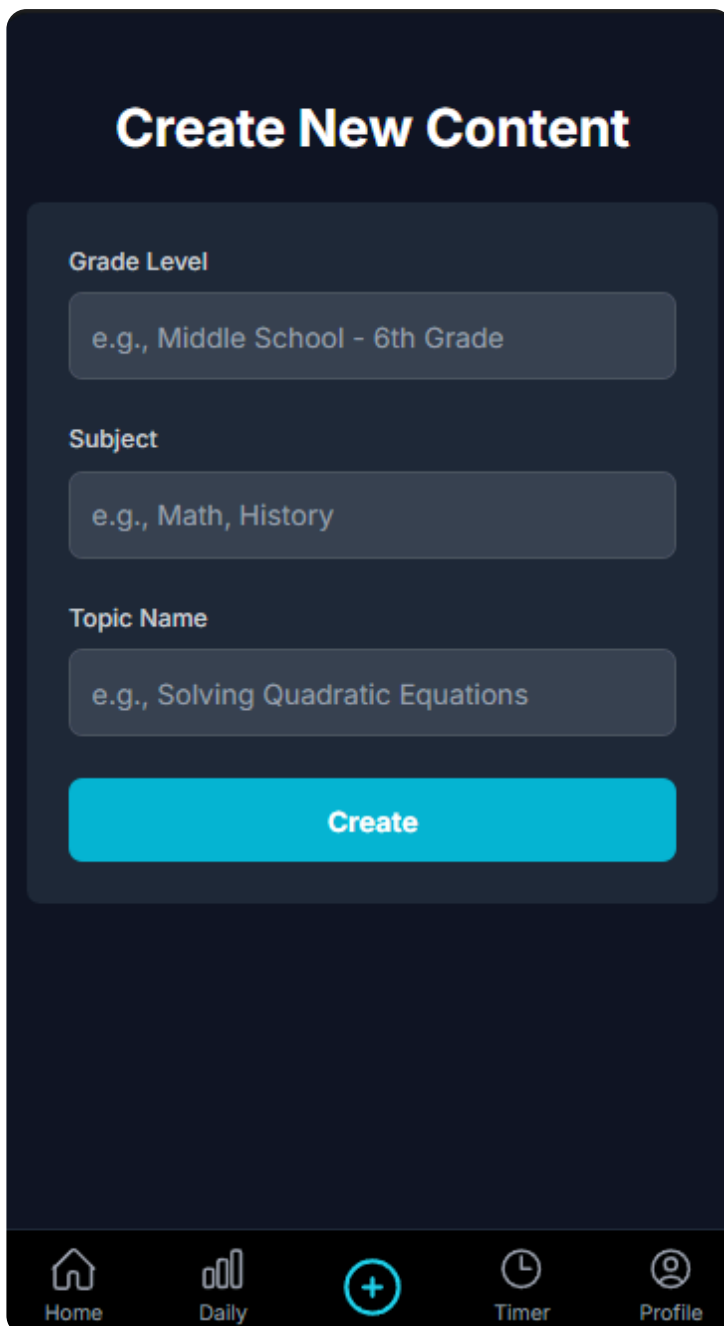 Create New Content
Grade Level
e.g., Middle School - 6th Grade
Subject
e.g., Math, History
Topic Name
e.g., Solving Quadratic Equations
Create
Home Daily Timer Profile